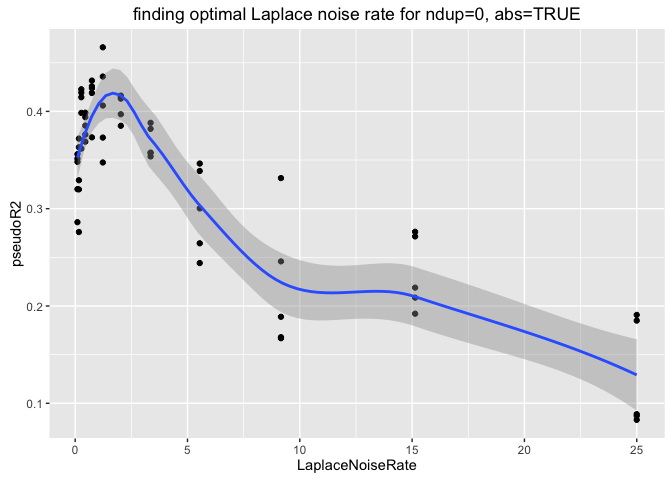 finding optimal Laplace noise rate for ndup=0, abs=TRUE
pseudoR2
0.4
0.3
0.2
0.1
0 5 10 15 20 25
LaplaceNoiseRate